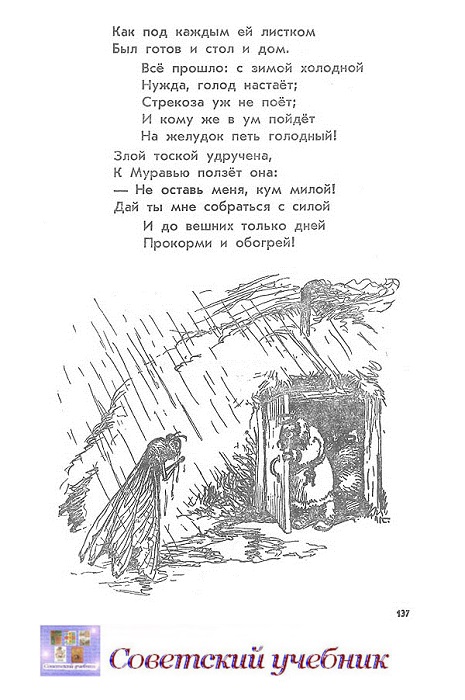 Как под каждым ей листком
Был готов и стол и дом.
Всё прошло: с зимой холодной
Нужда, голод настаёт;
Стрекоза уж не поёт;
И кому же в ум пойдёт
На желудок петь голодный!
Злой тоской удручена,
К Муравью ползёт она:
— Не оставь меня, кум милой!
Дай ты мне собраться с силой
И до вешних только дней
Прокорми и обогрей!
137
Советский учебник